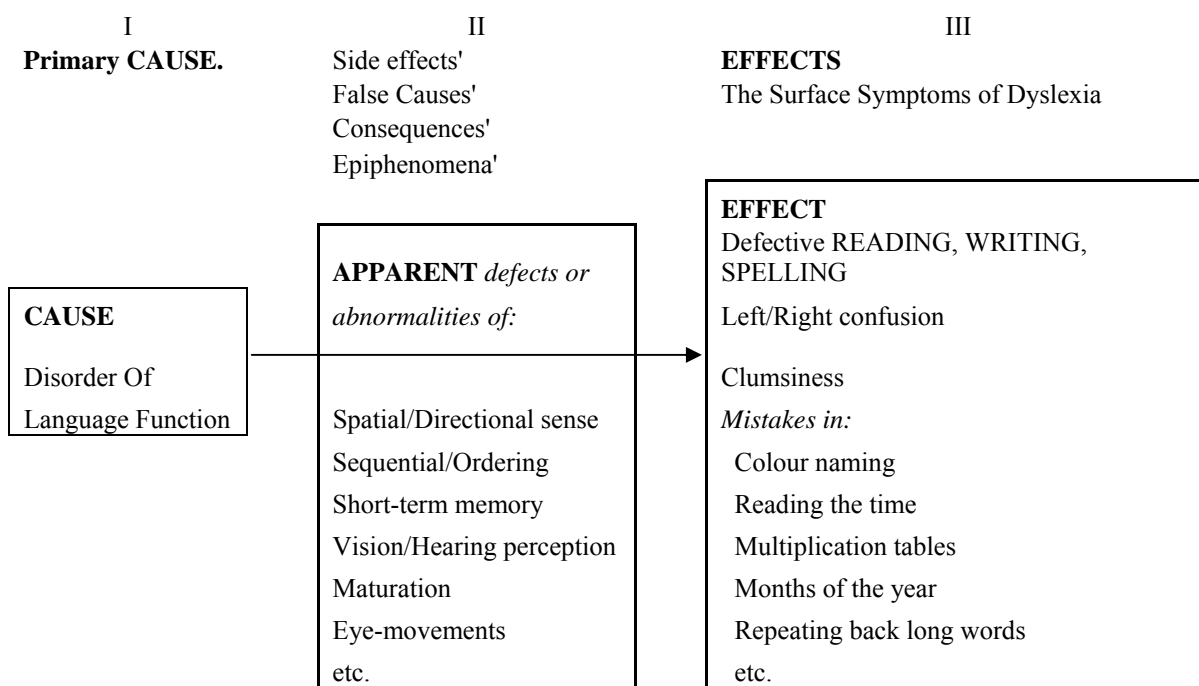 I
Primary CAUSE.
II
Side effects'
False Causes'
Consequences'
Epiphenomena'
III
EFFECTS
The Surface Symptoms of Dyslexia
CAUSE
Disorder Of
Language Function
APPARENT defects or
abnormalities of:
Spatial/Directional sense
Sequential/Ordering
Short-term memory
Vision/Hearing perception
Maturation
Eye-movements
etc.
EFFECT
Defective READING, WRITING,
SPELLING
Left/Right confusion
Clumsiness
Mistakes in:
Colour naming
Reading the time
Multiplication tables
Months of the year
Repeating back long words
etc.